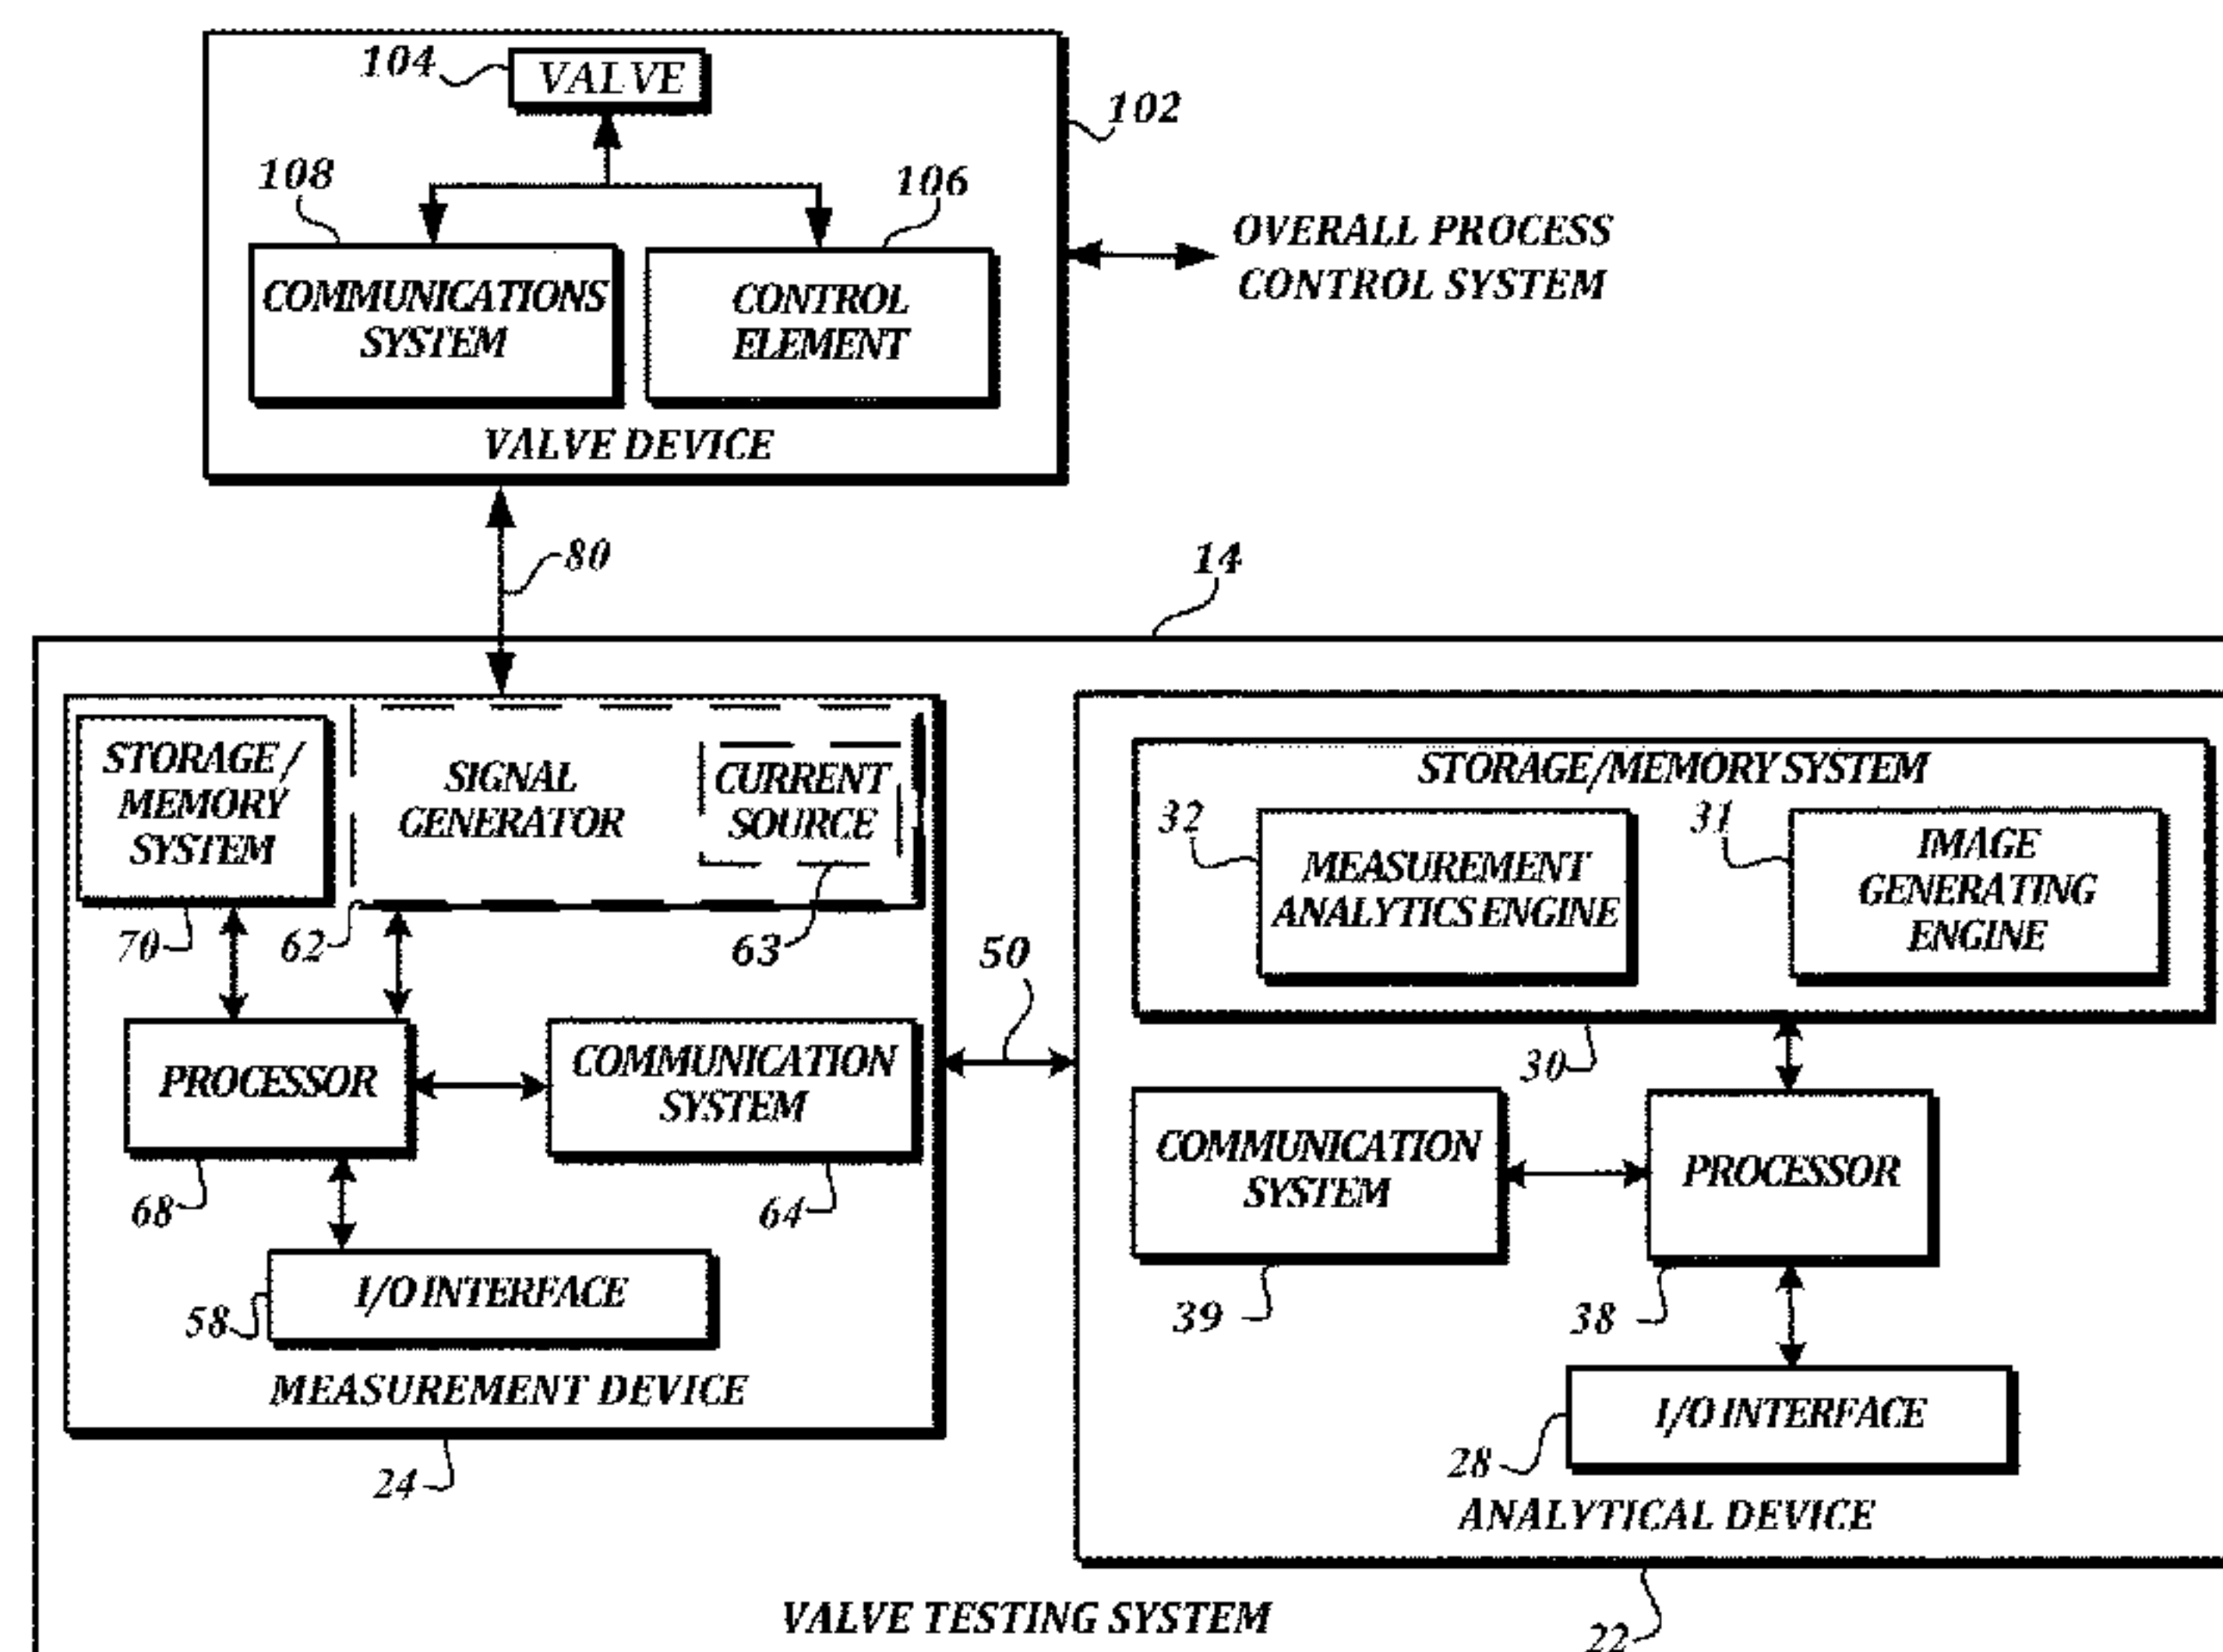 104
VALVE
102
108
106
COMMUNICATIONS
SYSTEM
CONTROL
ELEMENT
VALVE DEVICE
OVERALL PROCESS
CONTROL SYSTEM
80
14
STORAGE /
MEMORY
SYSTEM
SIGNAL
GENERATOR
CURRENT
SOURCE
70
62
63
50
PROCESSOR
COMMUNICATION
SYSTEM
68
64
58
I/O INTERFACE
MEASUREMENT DEVICE
24
STORAGE/MEMORY SYSTEM
32
MEASUREMENT
ANALYTICS ENGINE
31
IMAGE
GENERATING
ENGINE
30
COMMUNICATION
SYSTEM
PROCESSOR
39
38
I/O INTERFACE
28
ANALYTICAL DEVICE
VALVE TESTING SYSTEM
22